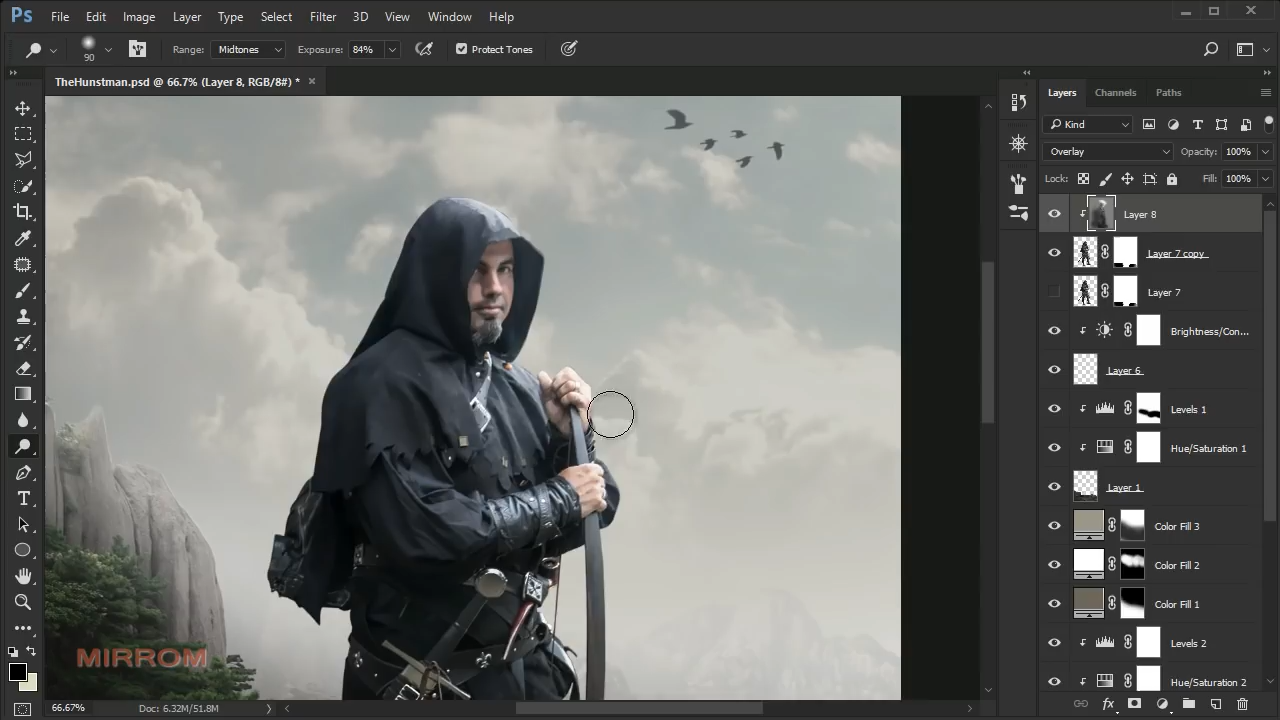 Ps File Edit Image Layer Type Select Filter 3D View Window Help
90 Range: Midtones Exposure: 84% Protect Tones
TheHunstman.psd @ 66.7% (Layer 8, RGB/8#) * ×
Layers Channels Paths
Kind
Overlay Opacity: 100%
Lock: Fill: 100%
Layer 8
Layer 7 copy
Layer 7
Brightness/Con...
Layer 6
Levels 1
Hue/Saturation 1
Layer 1
Color Fill 3
Color Fill 2
Color Fill 1
Levels 2
Hue/Saturation 2
MIRROM
66.67% Doc: 6.32M/51.8M
fx